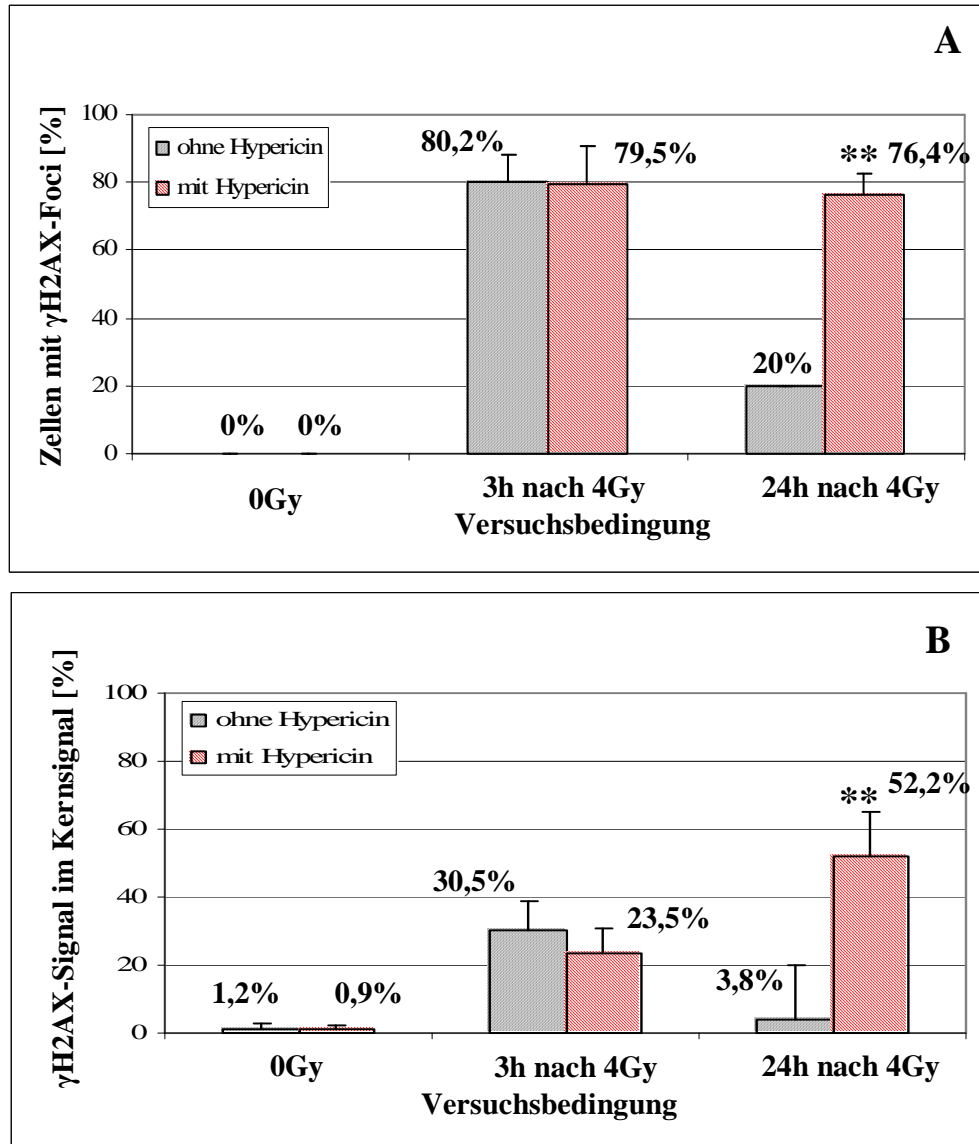 A
Zellen mit γH2AX-Foci [%]
100
80
60
40
20
0
ohne Hypericin
mit Hypericin
0% 0%
80,2% 79,5%
20% ** 76,4%
0Gy 3h nach 4Gy 24h nach 4Gy
Versuchsbedingung
B
γH2AX-Signal im Kernsignal [%]
100
80
60
40
20
0
ohne Hypericin
mit Hypericin
1,2% 0,9%
30,5% 23,5%
3,8% ** 52,2%
0Gy 3h nach 4Gy 24h nach 4Gy
Versuchsbedingung